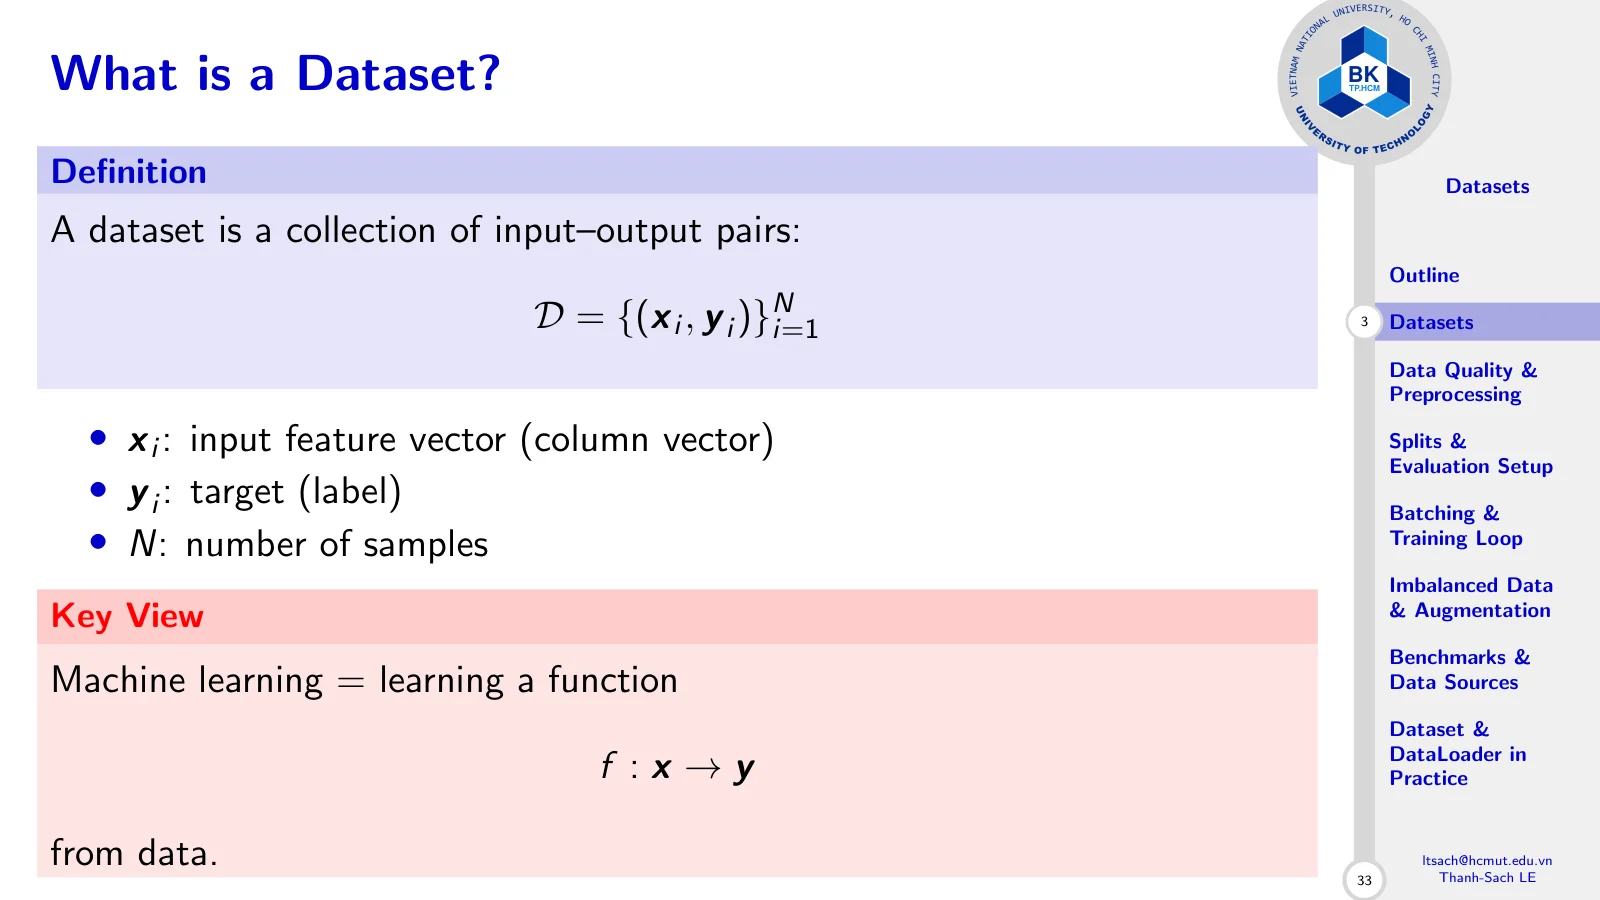 What is a Dataset?
Definition
A dataset is a collection of input–output pairs:
𝒟 = {(𝒙ᵢ, 𝒚ᵢ)}ᴺᵢ₌₁
• 𝒙ᵢ: input feature vector (column vector)
• 𝒚ᵢ: target (label)
• N: number of samples
Key View
Machine learning = learning a function
f : 𝒙 → 𝒚
from data.
VIETNAM NATIONAL UNIVERSITY, HO CHI MINH CITY
BK
TP.HCM
UNIVERSITY OF TECHNOLOGY
Datasets
Outline
3
Datasets
Data Quality &
Preprocessing
Splits &
Evaluation Setup
Batching &
Training Loop
Imbalanced Data
& Augmentation
Benchmarks &
Data Sources
Dataset &
DataLoader in
Practice
ltsach@hcmut.edu.vn
Thanh-Sach LE
33